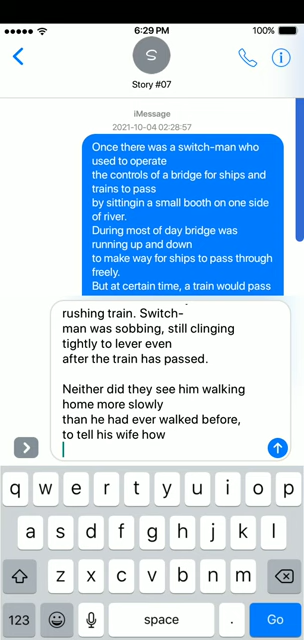 6:29 PM
100%
S
Story #07
iMessage
2021-10-04 02:28:57
Once there was a switch-man who
used to operate
the controls of a bridge for ships and
trains to pass
by sittingin a small booth on one side
of river.
During most of day bridge was
running up and down
to make way for ships to pass through
freely.
But at certain time, a train would pass
rushing train. Switch-
man was sobbing, still clinging
tightly to lever even
after the train has passed.
Neither did they see him walking
home more slowly
than he had ever walked before,
to tell his wife how
q w e r t y u i o p
a s d f g h j k l
z x c v b n m
123 space . Go